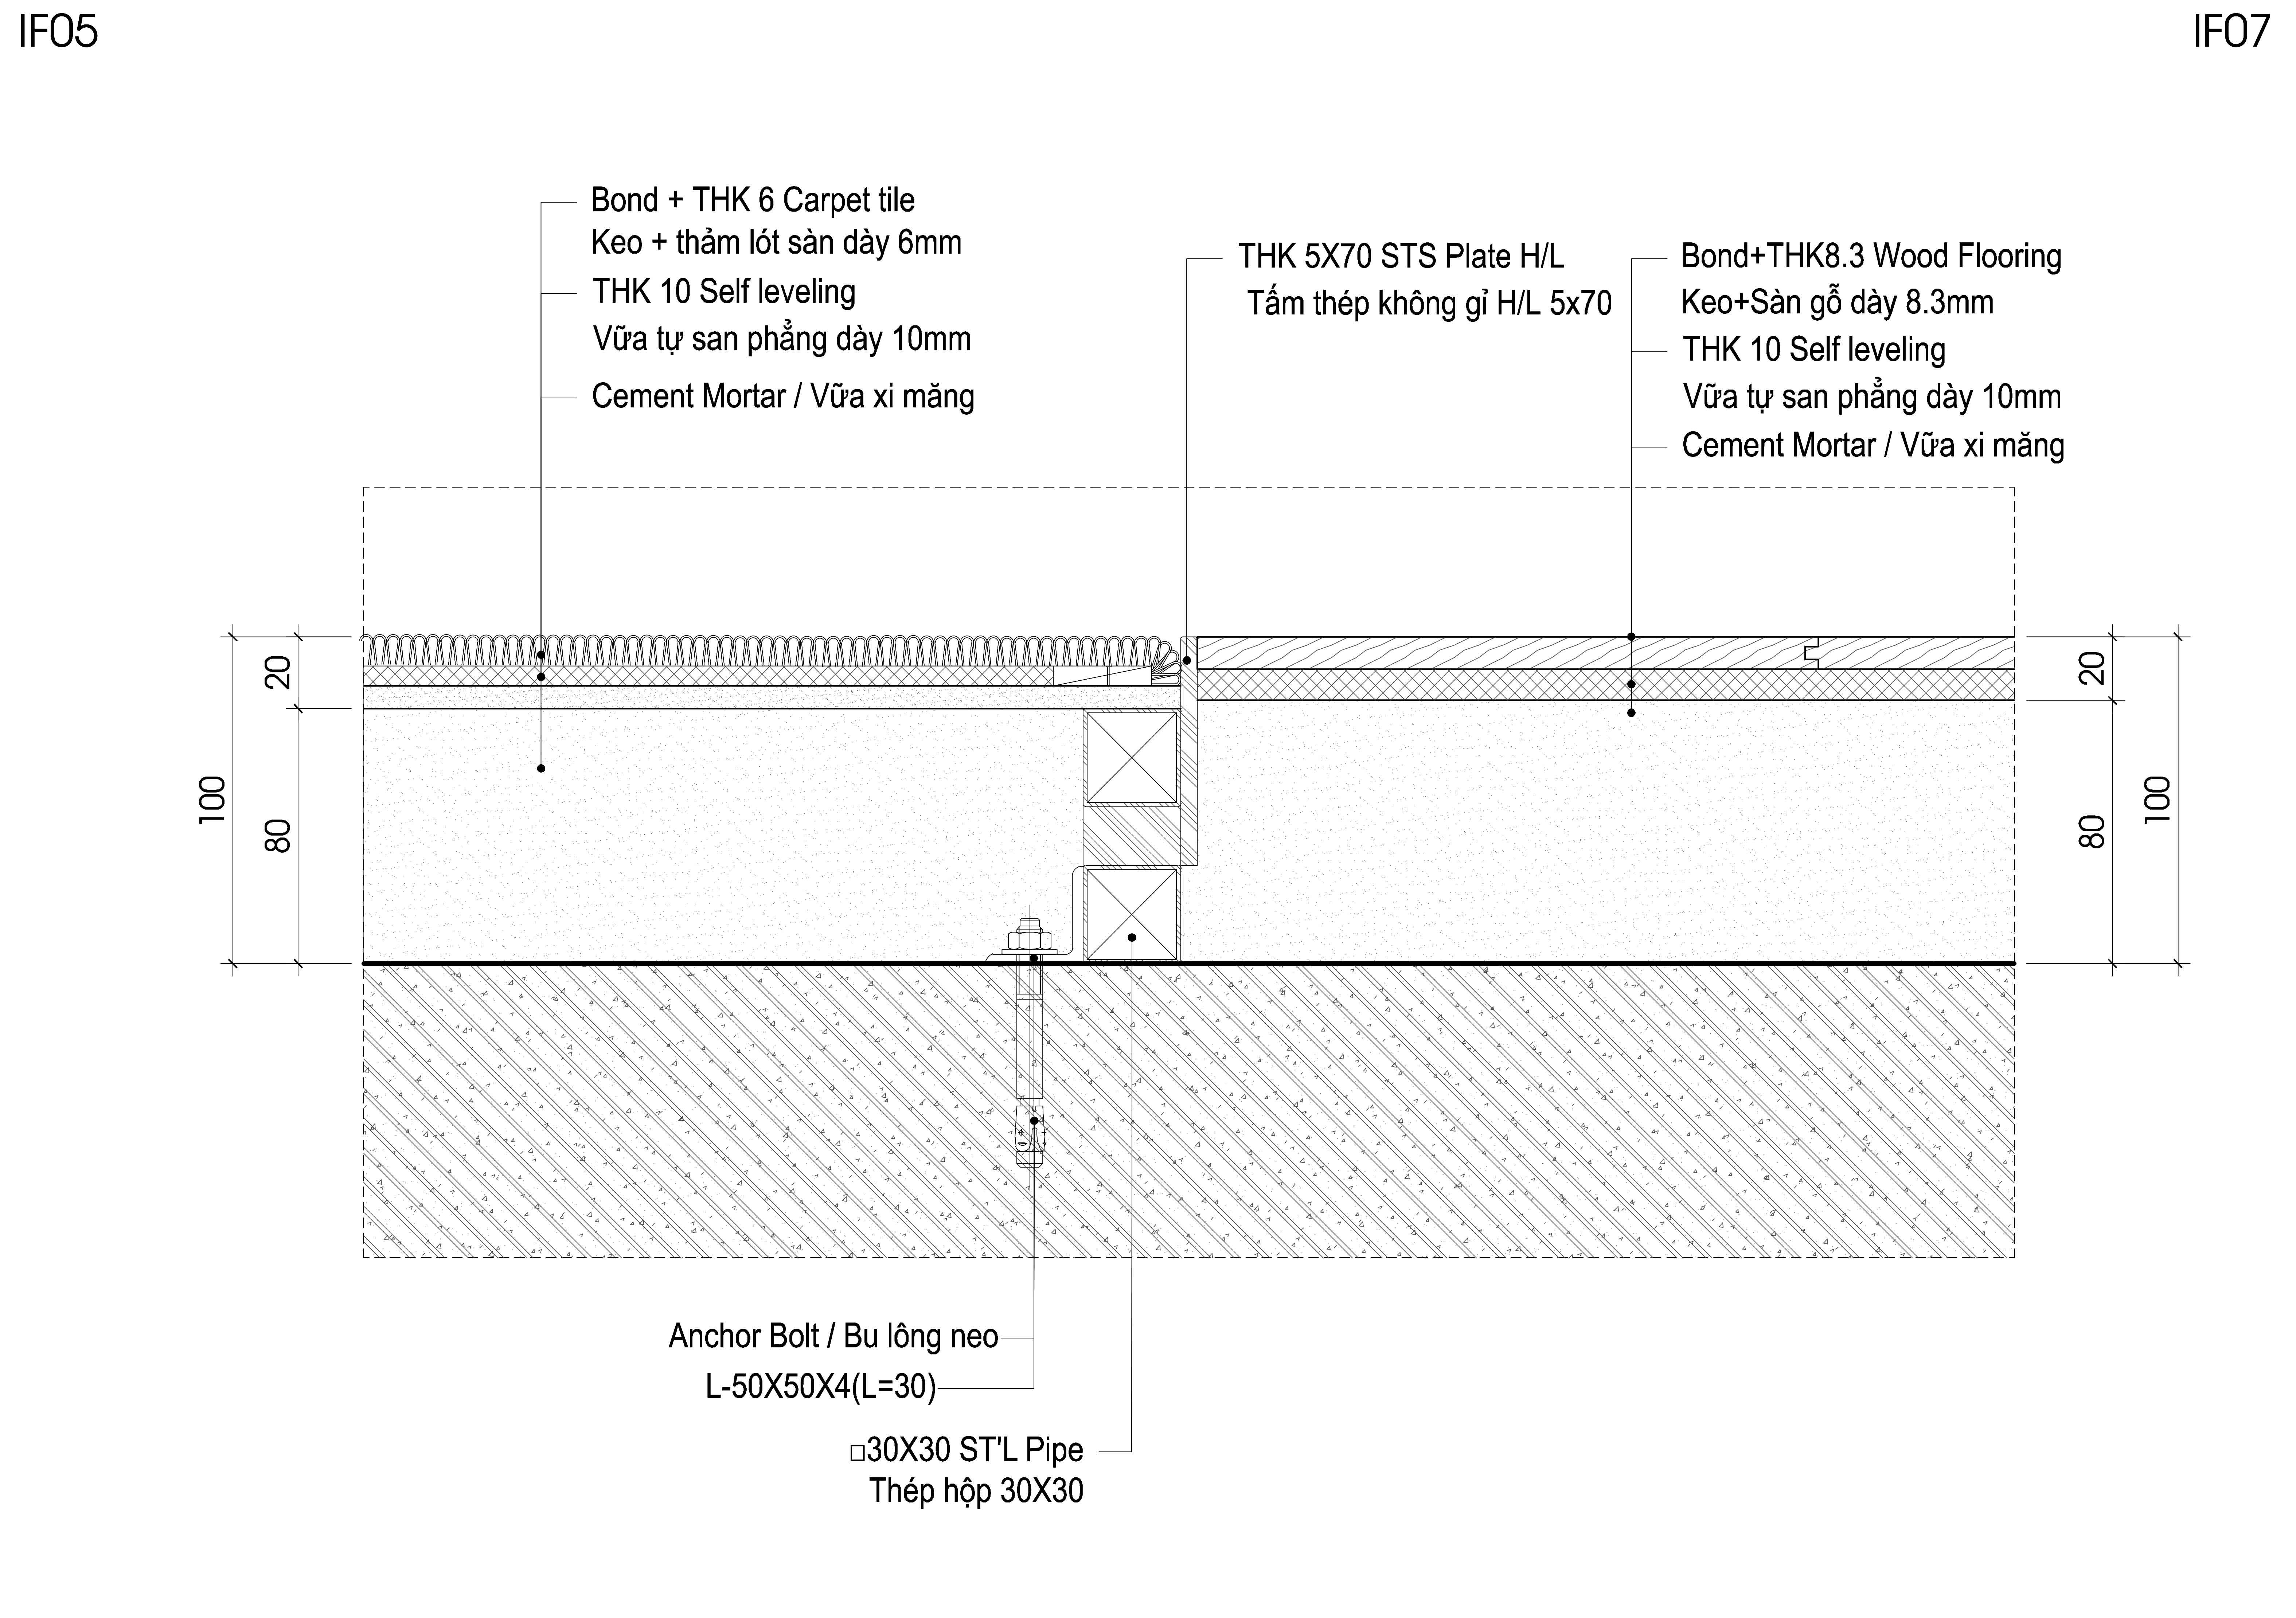 IF05
IF07
Bond + THK 6 Carpet tile
Keo + thảm lót sàn dày 6mm
THK 10 Self leveling
Vữa tự san phẳng dày 10mm
Cement Mortar / Vữa xi măng
THK 5X70 STS Plate H/L
Tấm thép không gỉ H/L 5x70
Bond+THK8.3 Wood Flooring
Keo+Sàn gỗ dày 8.3mm
THK 10 Self leveling
Vữa tự san phẳng dày 10mm
Cement Mortar / Vữa xi măng
100
20
80
20
80
100
Anchor Bolt / Bu lông neo
L-50X50X4(L=30)
□30X30 ST'L Pipe
Thép hộp 30X30